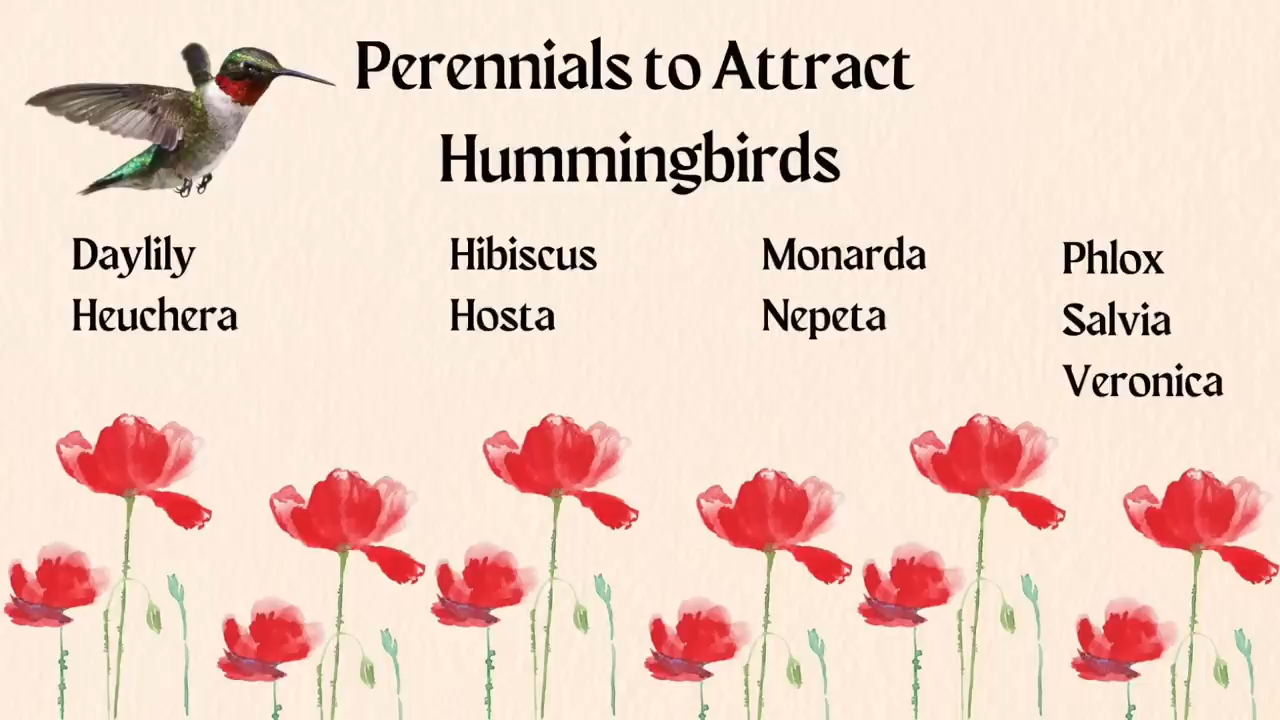 Perennials to Attract
Hummingbirds
Daylily
Heuchera
Hibiscus
Hosta
Monarda
Nepeta
Phlox
Salvia
Veronica